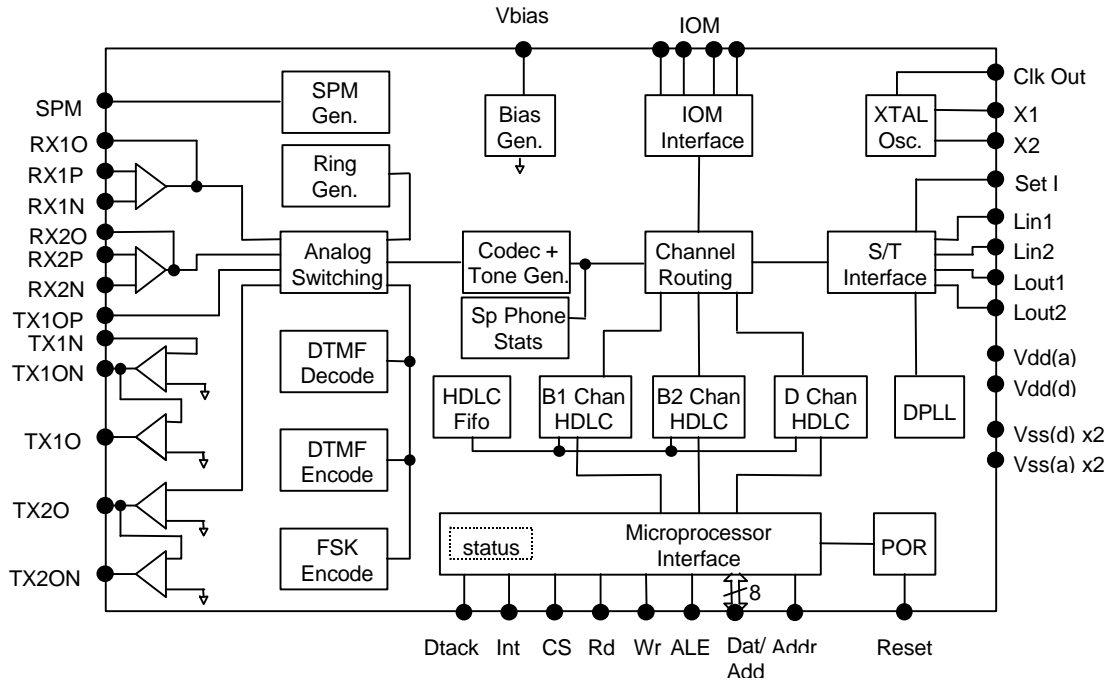 Vbias
IOM
SPM
RX1O
RX1P
RX1N
RX2O
RX2P
RX2N
TX1OP
TX1N
TX1ON
TX1O
TX2O
TX2ON
SPM
Gen.
Ring
Gen.
Bias
Gen.
IOM
Interface
XTAL
Osc.
Clk Out
X1
X2
Set I
Lin1
Lin2
Lout1
Lout2
Vdd(a)
Vdd(d)
Vss(d) x2
Vss(a) x2
Analog
Switching
Codec +
Tone Gen.
Channel
Routing
S/T
Interface
Sp Phone
Stats
DTMF
Decode
HDLC
Fifo
B1 Chan
HDLC
B2 Chan
HDLC
D Chan
HDLC
DPLL
DTMF
Encode
FSK
Encode
status
Microprocessor
Interface
POR
8
Dtack
Int
CS
Rd
Wr
ALE
Dat/
Add
Addr
Reset